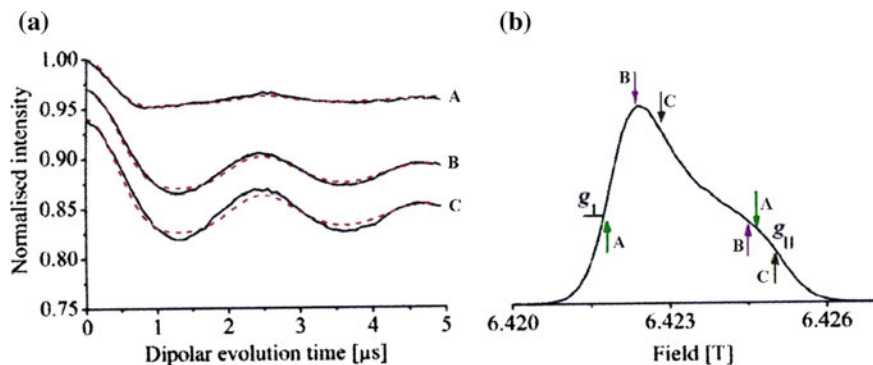 (a)
Normalised intensity
1.00
0.95
0.90
0.85
0.80
0.75
A
B
C
0 1 2 3 4 5
Dipolar evolution time [µs]
(b)
B
C
g⊥
A
A
B
g||
C
6.420 6.423 6.426
Field [T]